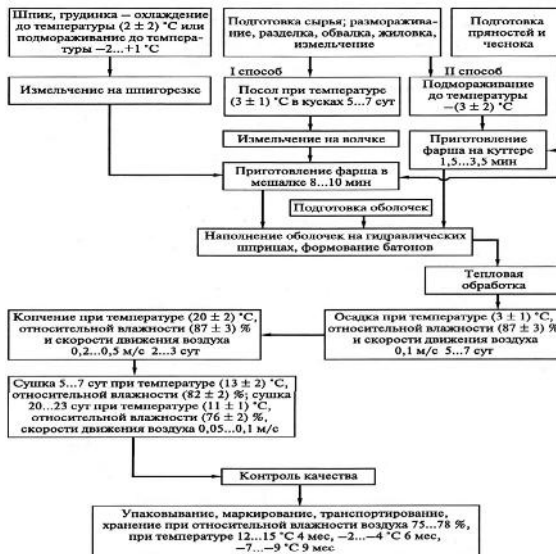 Шпик, грудинка — охлаждение
до температуры (2 ± 2) °С или
подмораживание до темпера-
туры −2...+1 °С
Подготовка сырья; разморажива-
ние, разделка, обвалка, жиловка,
измельчение
Подготовка
пряностей и
чеснока
I способ
II способ
Измельчение на шпигорезке
Посол при температуре
(3 ± 1) °С в кусках 5...7 сут
Подмораживание
до температуры
−(3 ± 2) °С
Измельчение на волчке
Приготовление
фарша на куттере
1,5...3,5 мин
Приготовление фарша в
мешалке 8...10 мин
Подготовка оболочек
Наполнение оболочек на гидравлических
шприцах, формование батонов
Тепловая
обработка
Копчение при температуре (20 ± 2) °С,
относительной влажности (87 ± 3) %
и скорости движения воздуха
0,2...0,5 м/с 2...3 сут
Осадка при температуре (3 ± 1) °С,
относительной влажности (87 ± 3) %
и скорости движения воздуха
0,1 м/с 5...7 сут
Сушка 5...7 сут при температуре (13 ± 2) °С,
относительной влажности (82 ± 2) %; сушка
20...23 сут при температуре (11 ± 1) °С,
относительной влажности (76 ± 2) %,
скорости движения воздуха 0,05...0,1 м/с
Контроль качества
Упаковывание, маркирование, транспортирование,
хранение при относительной влажности воздуха 75...78 %,
при температуре 12...15 °С 4 мес, −2...−4 °С 6 мес,
−7...−9 °С 9 мес